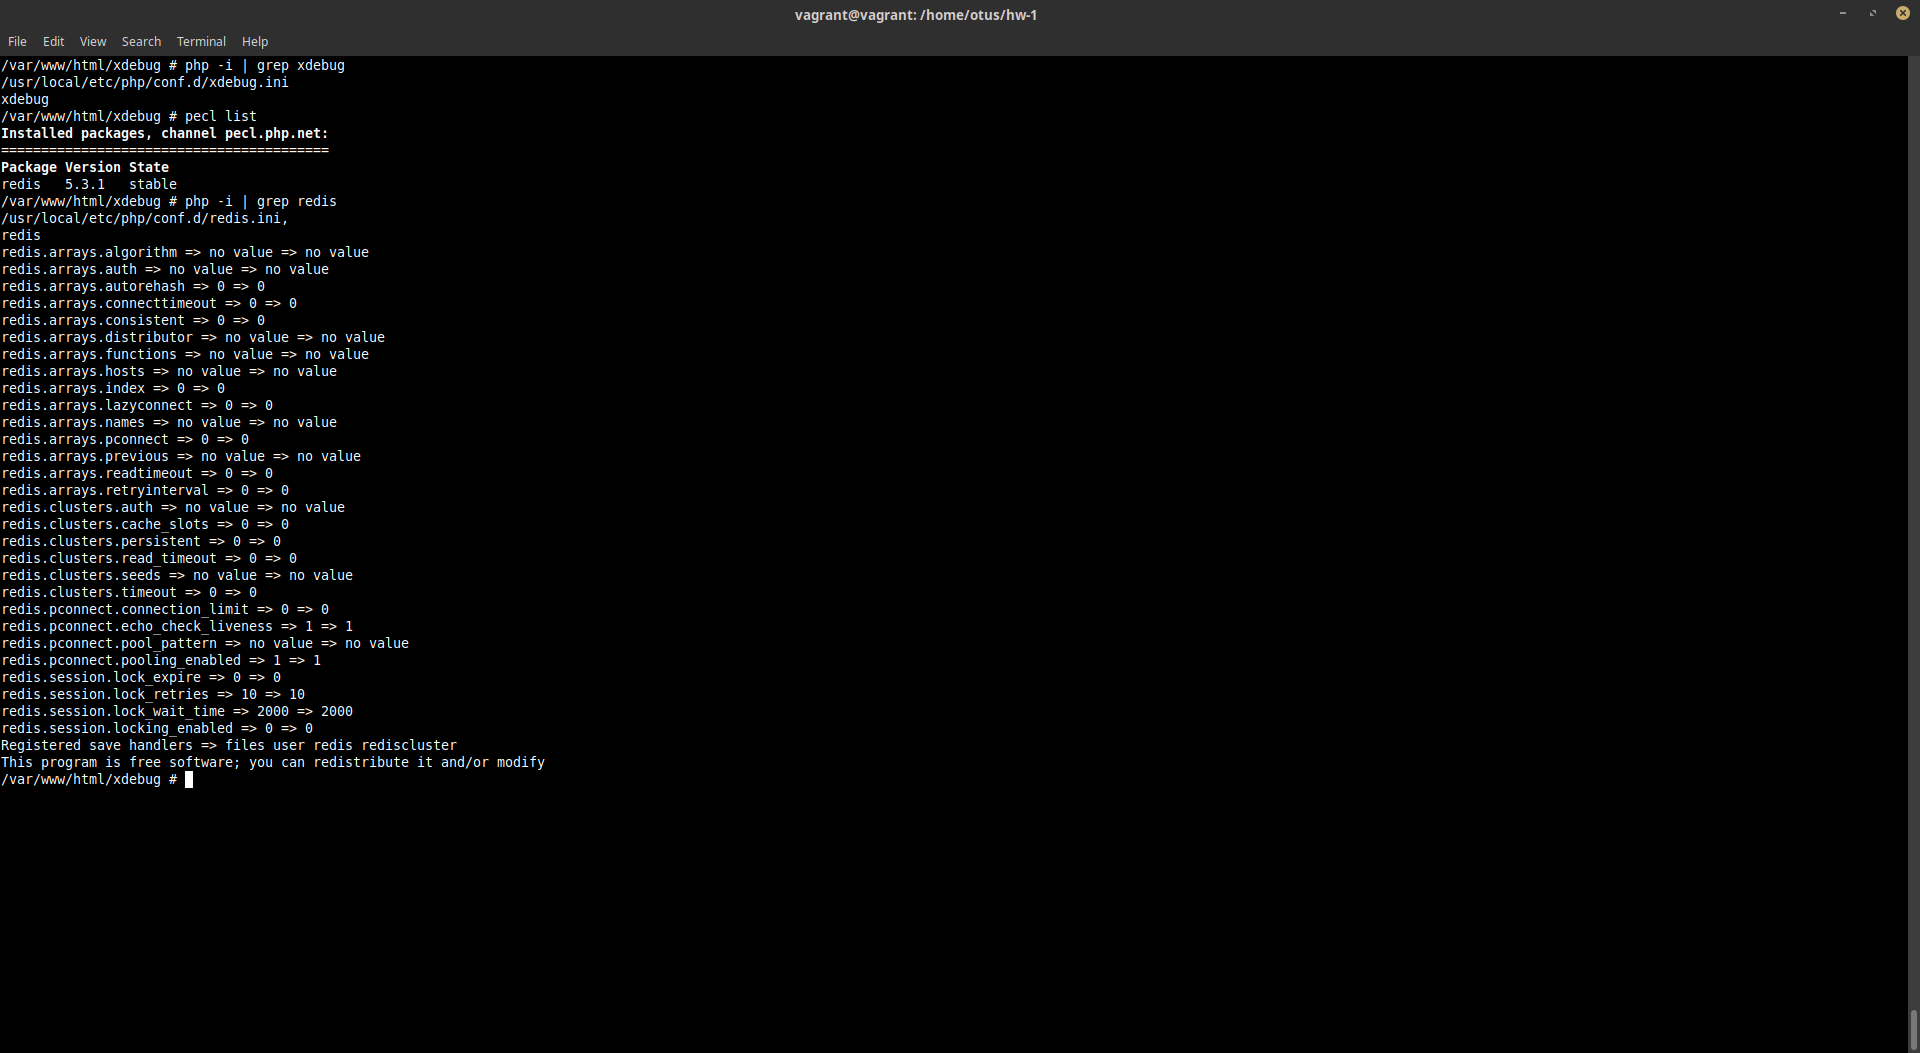 vagrant@vagrant: /home/otus/hw-1
File Edit View Search Terminal Help
/var/www/html/xdebug # php -i | grep xdebug
/usr/local/etc/php/conf.d/xdebug.ini
xdebug
/var/www/html/xdebug # pecl list
Installed packages, channel pecl.php.net:
=========================================
Package Version State
redis   5.3.1   stable
/var/www/html/xdebug # php -i | grep redis
/usr/local/etc/php/conf.d/redis.ini,
redis
redis.arrays.algorithm => no value => no value
redis.arrays.auth => no value => no value
redis.arrays.autorehash => 0 => 0
redis.arrays.connecttimeout => 0 => 0
redis.arrays.consistent => 0 => 0
redis.arrays.distributor => no value => no value
redis.arrays.functions => no value => no value
redis.arrays.hosts => no value => no value
redis.arrays.index => 0 => 0
redis.arrays.lazyconnect => 0 => 0
redis.arrays.names => no value => no value
redis.arrays.pconnect => 0 => 0
redis.arrays.previous => no value => no value
redis.arrays.readtimeout => 0 => 0
redis.arrays.retryinterval => 0 => 0
redis.clusters.auth => no value => no value
redis.clusters.cache_slots => 0 => 0
redis.clusters.persistent => 0 => 0
redis.clusters.read_timeout => 0 => 0
redis.clusters.seeds => no value => no value
redis.clusters.timeout => 0 => 0
redis.pconnect.connection_limit => 0 => 0
redis.pconnect.echo_check_liveness => 1 => 1
redis.pconnect.pool_pattern => no value => no value
redis.pconnect.pooling_enabled => 1 => 1
redis.session.lock_expire => 0 => 0
redis.session.lock_retries => 10 => 10
redis.session.lock_wait_time => 2000 => 2000
redis.session.locking_enabled => 0 => 0
Registered save handlers => files user redis rediscluster
This program is free software; you can redistribute it and/or modify
/var/www/html/xdebug #